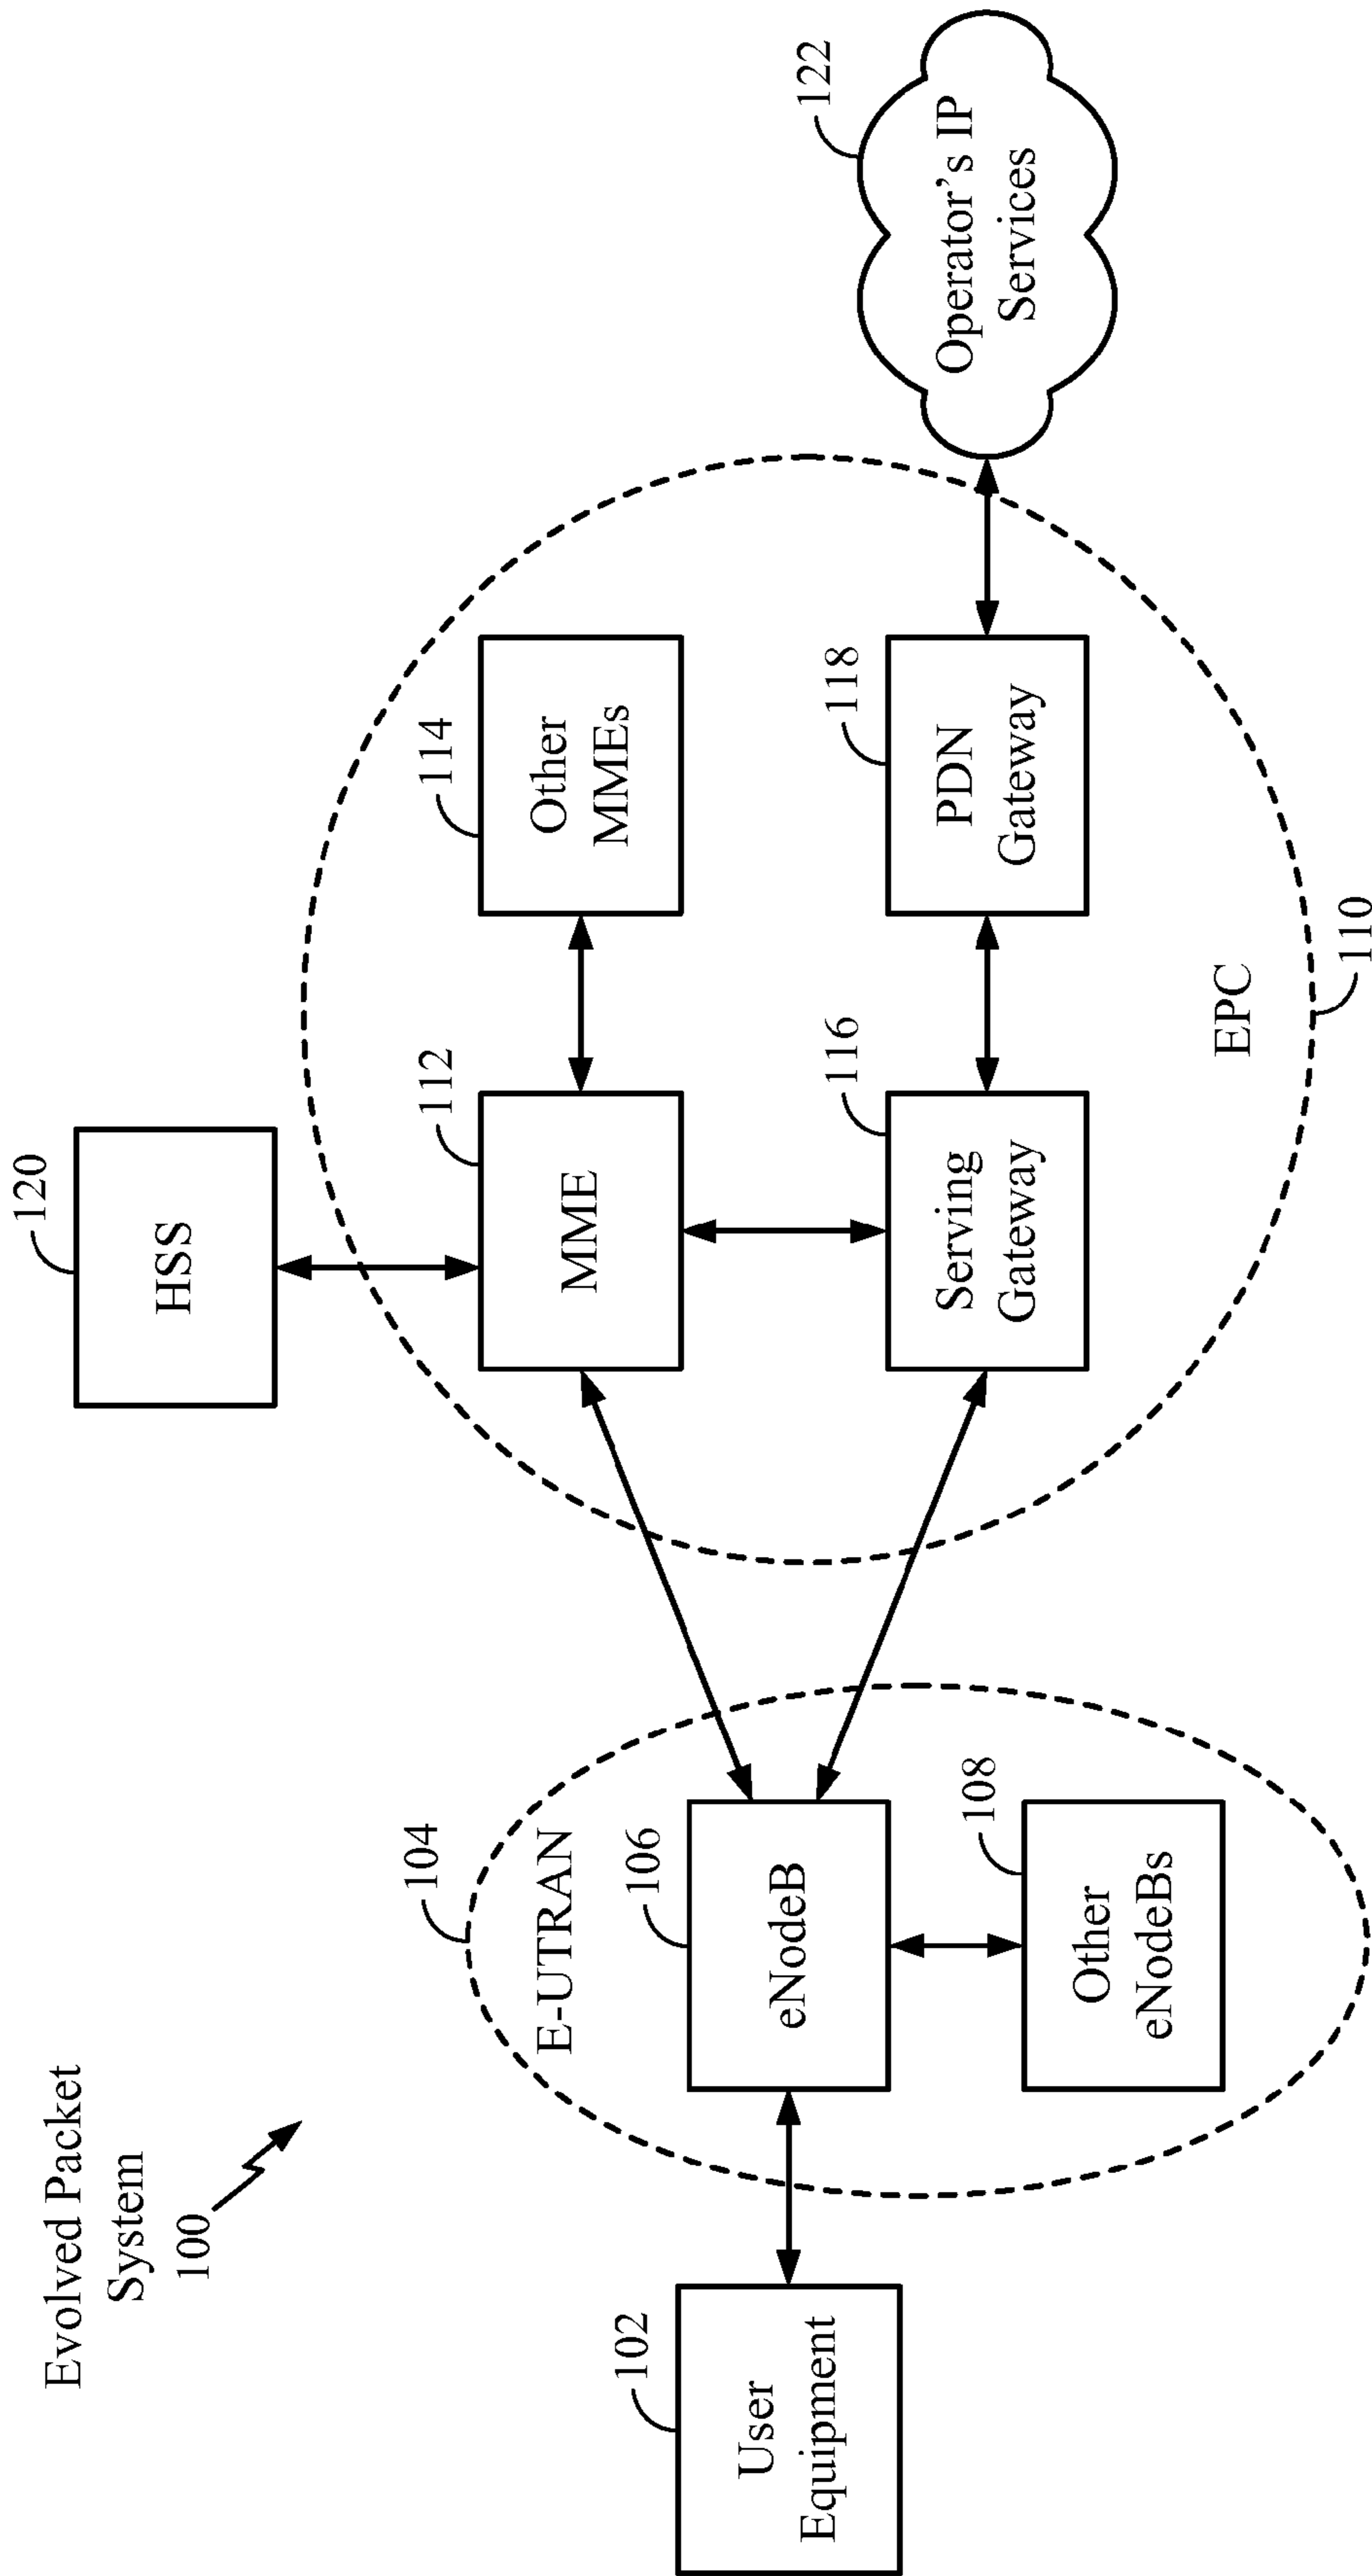 Evolved Packet
System
100
102
User
Equipment
104
E-UTRAN
106
eNodeB
108
Other
eNodeBs
120
HSS
112
MME
114
Other
MMEs
116
Serving
Gateway
118
PDN
Gateway
EPC
110
122
Operator’s IP
Services